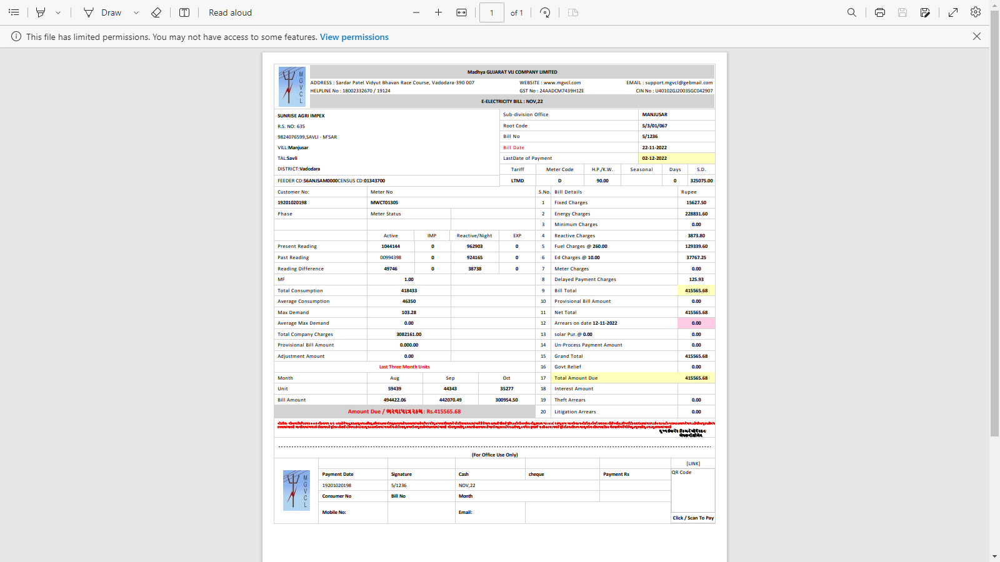 Draw
Read aloud
1 of 1
This file has limited permissions. You may not have access to some features. View permissions
MGVCL
Madhya GUJARAT VIJ COMPANY LIMITED
ADDRESS : Sardar Patel Vidyut Bhavan Race Course, Vadodara-390 007 WEBSITE : www.mgvcl.com EMAIL : support.mgvcl@gebmail.com
HELPLINE No : 18002332670 / 19124 GST No : 24AADCM7439H1ZE CIN No : U40102GJ2003SGC042907
E-ELECTRICITY BILL : NOV,22
SUNRISE AGRI IMPEX
R.S. NO: 635
9824076599,SAVLI - M'SAR
VILL:Manjusar
TAL:Savli
DISTRICT:Vadodara
FEEDER CD:56ANJSAM0000CENSUS CD:01343700
Sub-division Office MANJUSAR
Root Code 5/3/01/067
Bill No 5/1236
Bill Date 22-11-2022
LastDate of Payment 02-12-2022
Tariff Meter Code H.P./K.W. Seasonal Days S.D.
LTMD D 90.00 0 325075.00
Customer No: Meter No
19201020198 MWCT01305
Phase Meter Status
Active IMP Reactive/Night EXP
Present Reading 1044144 0 962903 0
Past Reading 00994398 0 924165 0
Reading Difference 49746 0 38738 0
MF 1.00
Total Consumption 418433
Average Consumption 46350
Max Demand 103.28
Average Max Demand 0.00
Total Company Charges 3082161.00
Provisional Bill Amount 0.000.00
Adjustment Amount 0.00
Last Three Month Units
Month Aug Sep Oct
Unit 59439 44343 35277
Bill Amount 494422.06 442070.49 300954.50
Amount Due / : Rs.415565.68
S.No. Bill Details Rupee
1 Fixed Charges 15627.50
2 Energy Charges 228831.60
3 Minimum Charges 0.00
4 Reactive Charges 3873.80
5 Fuel Charges @ 260.00 129339.60
6 Ed Charges @ 10.00 37767.25
7 Meter Charges 0.00
8 Delayed Payment Charges 125.93
9 Bill Total 415565.68
10 Provisional Bill Amount 0.00
11 Net Total 415565.68
12 Arrears on date 12-11-2022 0.00
13 solar Pur.@ 0.00 0.00
14 Un-Process Payment Amount 0.00
15 Grand Total 415565.68
16 Govt Relief 0.00
17 Total Amount Due 415565.68
18 Interest Amount
19 Theft Arrears 0.00
20 Litigation Arrears 0.00
(For Office Use Only)
MGVCL
[LINK]
Payment Date Signature Cash cheque Payment Rs
QR Code
19201020198 5/1236 NOV,22
Consumer No Bill No Month
Mobile No: Email:
Click / Scan To Pay